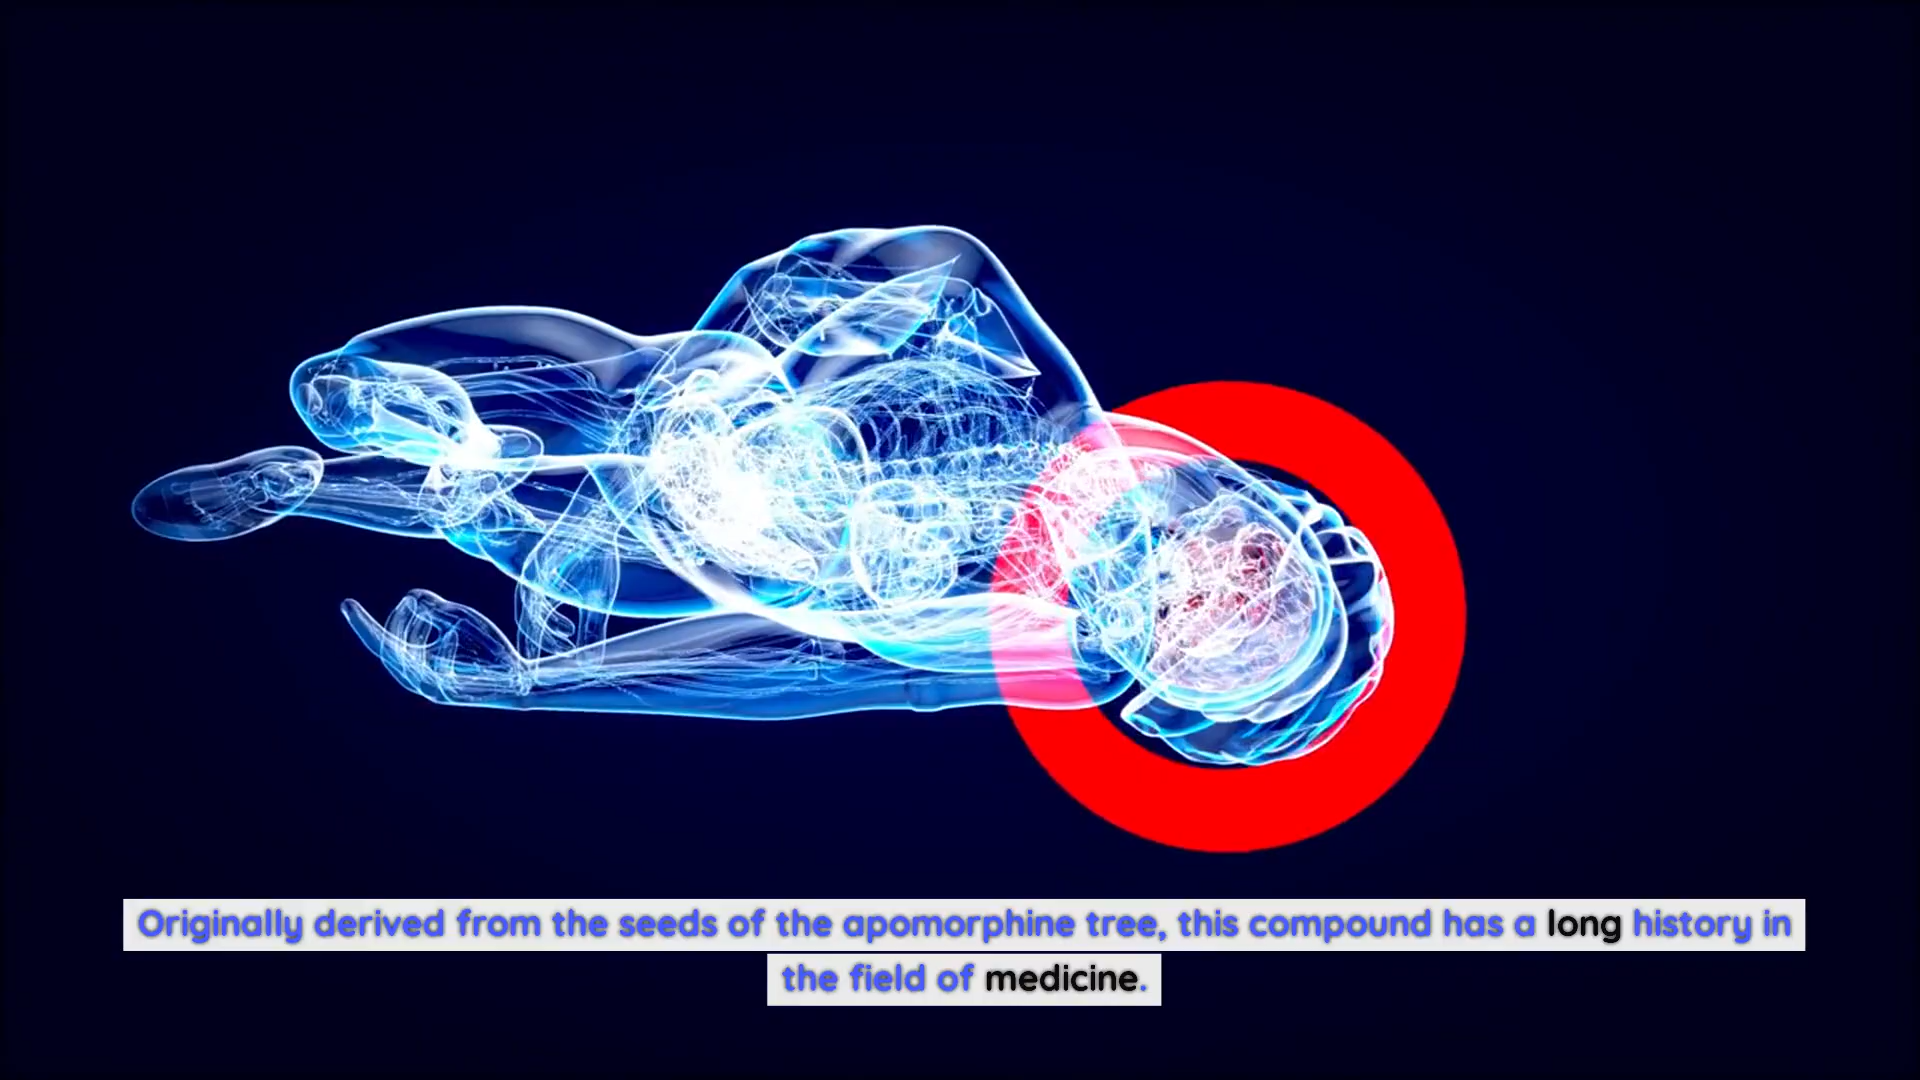 Originally derived from the seeds of the apomorphine tree, this compound has a long history in
the field of medicine.